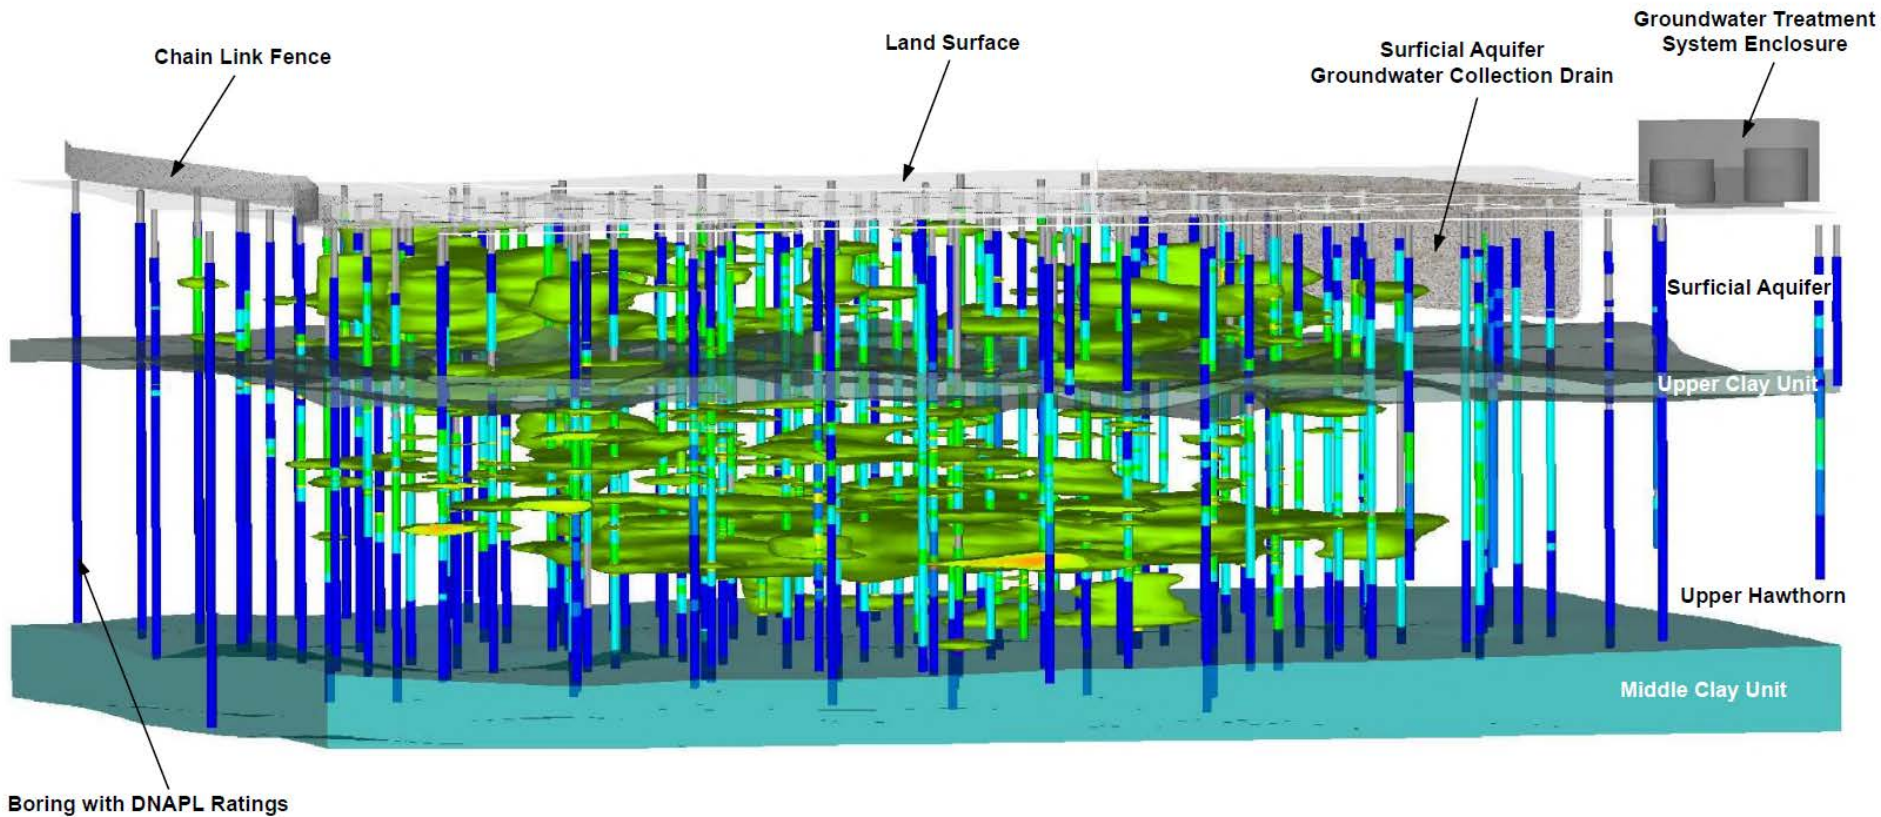 Groundwater Treatment
System Enclosure
Land Surface
Chain Link Fence
Surficial Aquifer
Groundwater Collection Drain
Surficial Aquifer
Upper Clay Unit
Upper Hawthorn
Middle Clay Unit
Boring with DNAPL Ratings